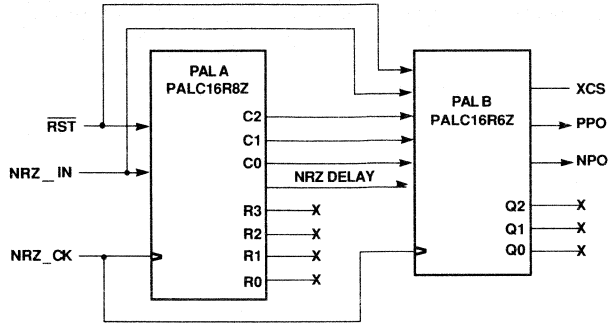 PAL A
PALC16R8Z
PAL B
PALC16R6Z
RST
NRZ_IN
NRZ_CK
C2
C1
C0
NRZ DELAY
R3 X
R2 X
R1 X
R0 X
XCS
PPO
NPO
Q2 X
Q1 X
Q0 X